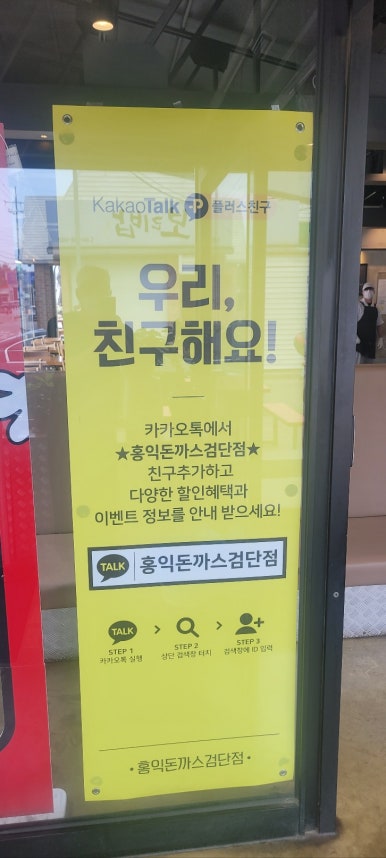 KakaoTalk 플러스친구
우리,
친구해요!
카카오톡에서
★홍익돈까스검단점★
친구추가하고
다양한 할인혜택과
이벤트 정보를 안내 받으세요!
TALK 홍익돈까스검단점
TALK
STEP 1
카카오톡 실행
STEP 2
상단 검색창 터치
STEP 3
검색창에 ID 입력
•홍익돈까스검단점•